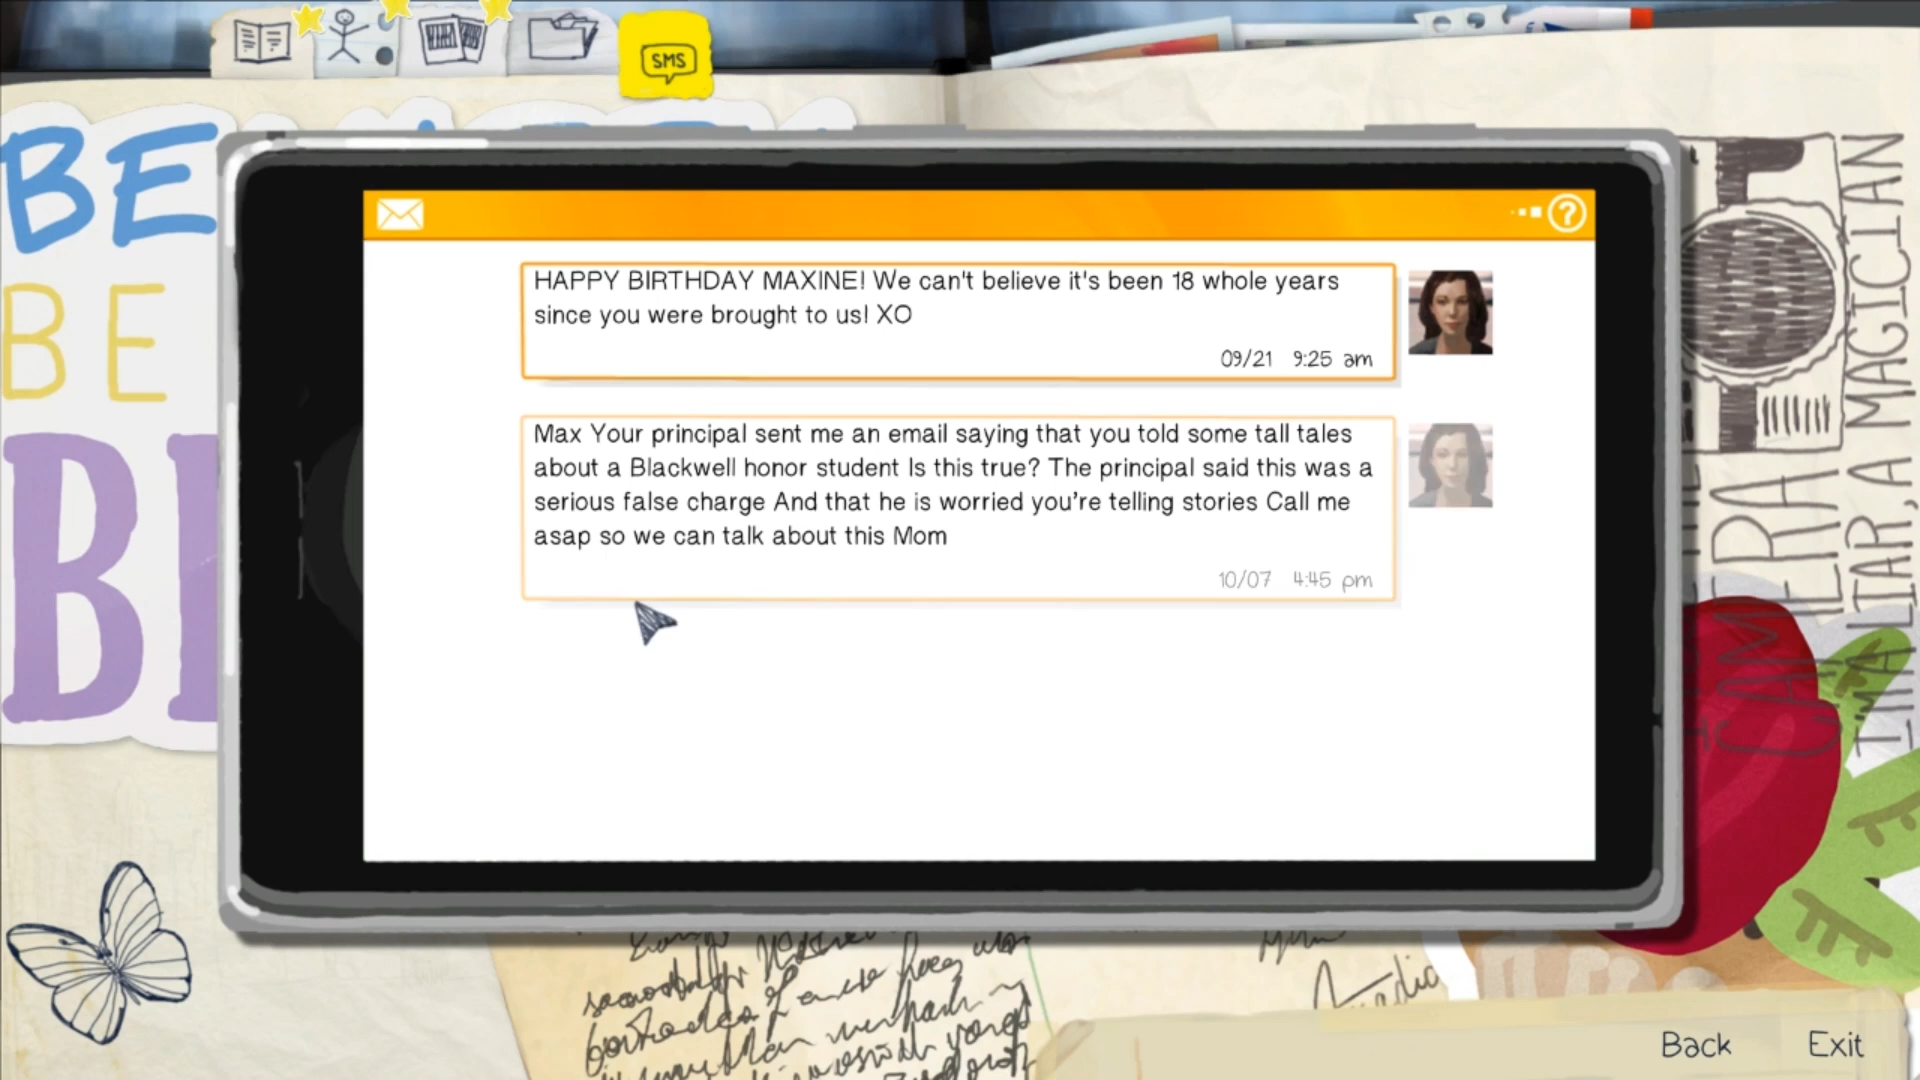 SMS
BE
BE
HAPPY BIRTHDAY MAXINE! We can't believe it's been 18 whole years
since you were brought to us! XO
09/21 9:25 am
Max Your principal sent me an email saying that you told some tall tales
about a Blackwell honor student Is this true? The principal said this was a
serious false charge And that he is worried you're telling stories Call me
asap so we can talk about this Mom
10/07 4:45 pm
CAMERA
I'M A LIAR, A MAGICIAN
Back Exit